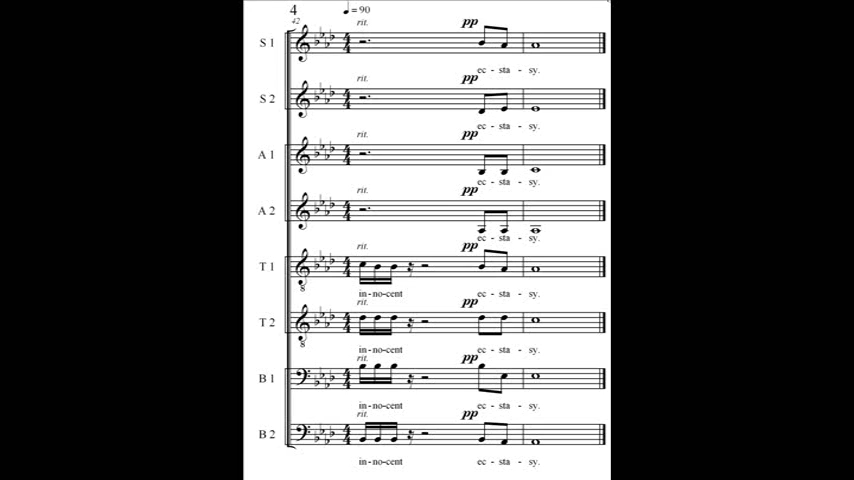 4
♩ = 90
42
rit.
pp
S 1
ec - sta - sy.
rit.
pp
S 2
ec - sta - sy.
rit.
pp
A 1
ec - sta - sy.
rit.
pp
A 2
ec - sta - sy.
rit.
pp
T 1
8
in - no - cent ec - sta - sy.
rit.
pp
T 2
8
in - no - cent ec - sta - sy.
rit.
pp
B 1
in - no - cent ec - sta - sy.
rit.
pp
B 2
in - no - cent ec - sta - sy.